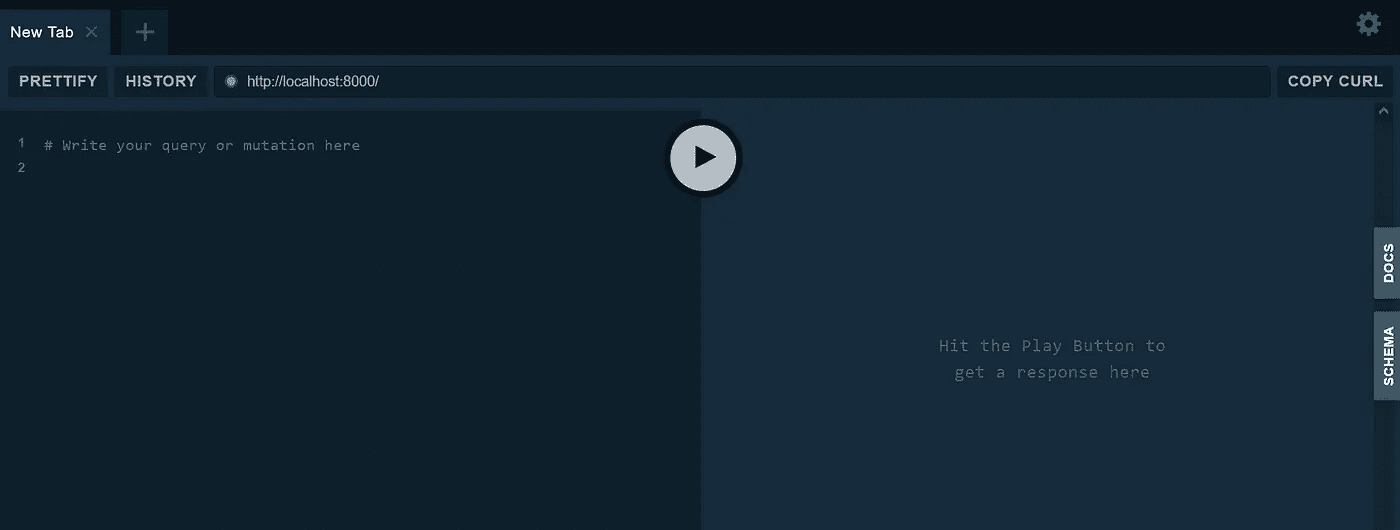 New Tab
PRETTIFY
HISTORY
http://localhost:8000/
COPY CURL
1 # Write your query or mutation here
2
Hit the Play Button to
get a response here
DOCS
SCHEMA